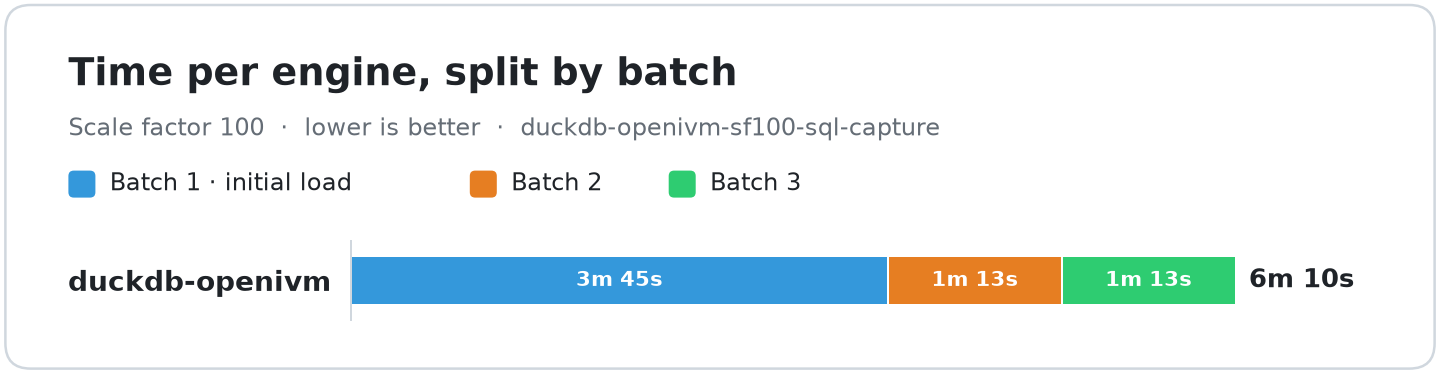 Time per engine, split by batch
Scale factor 100 · lower is better · duckdb-openivm-sf100-sql-capture
Batch 1 · initial load Batch 2 Batch 3
duckdb-openivm 3m 45s 1m 13s 1m 13s 6m 10s